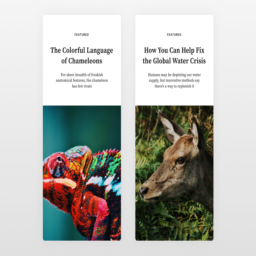 FEATURED
The Colorful Language
of Chameleons
For sheer breadth of freakish
anatomical features, the chameleon
has few rivals
FEATURED
How You Can Help Fix
the Global Water Crisis
Humans may be depleting our water
supply, but innovative methods say
there's a way to replenish it